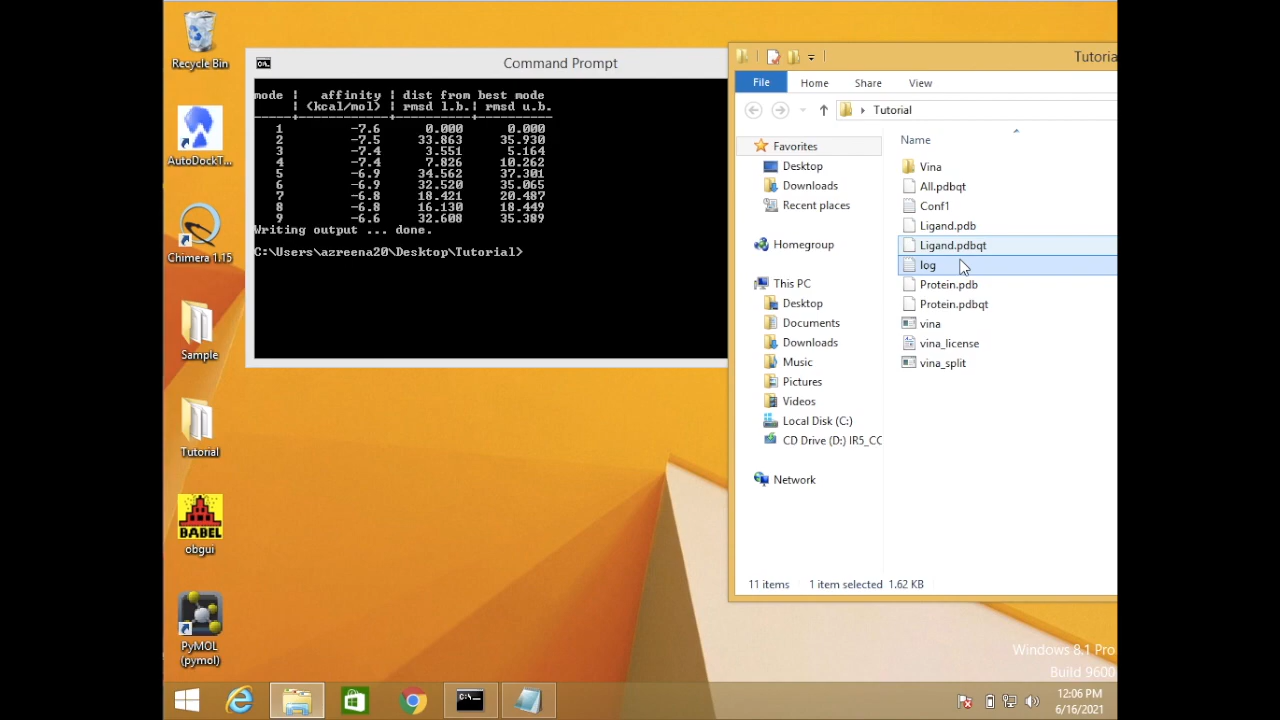 Recycle Bin
AutoDockT...
Chimera 1.15
Sample
Tutorial
BABEL
obgui
PyMOL
(pymol)
Command Prompt
mode |   affinity | dist from best mode
     | (kcal/mol) | rmsd l.b.| rmsd u.b.
-----+------------+----------+----------
   1         -7.6      0.000      0.000
   2         -7.5     33.863     35.930
   3         -7.4      3.551      5.164
   4         -7.4      7.826     10.262
   5         -6.9     34.562     37.301
   6         -6.9     32.520     35.065
   7         -6.8     18.421     20.487
   8         -6.8     16.130     18.449
   9         -6.6     32.608     35.389
Writing output ... done.
C:\Users\azreena20\Desktop\Tutorial>
Tutoria
File Home Share View
Tutorial
Favorites
Desktop
Downloads
Recent places
Homegroup
This PC
Desktop
Documents
Downloads
Music
Pictures
Videos
Local Disk (C:)
CD Drive (D:) IR5_CC
Network
Name
Vina
All.pdbqt
Conf1
Ligand.pdb
Ligand.pdbqt
log
Protein.pdb
Protein.pdbqt
vina
vina_license
vina_split
11 items 1 item selected 1.62 KB
Windows 8.1 Pro
Build 9600
12:06 PM
6/16/2021